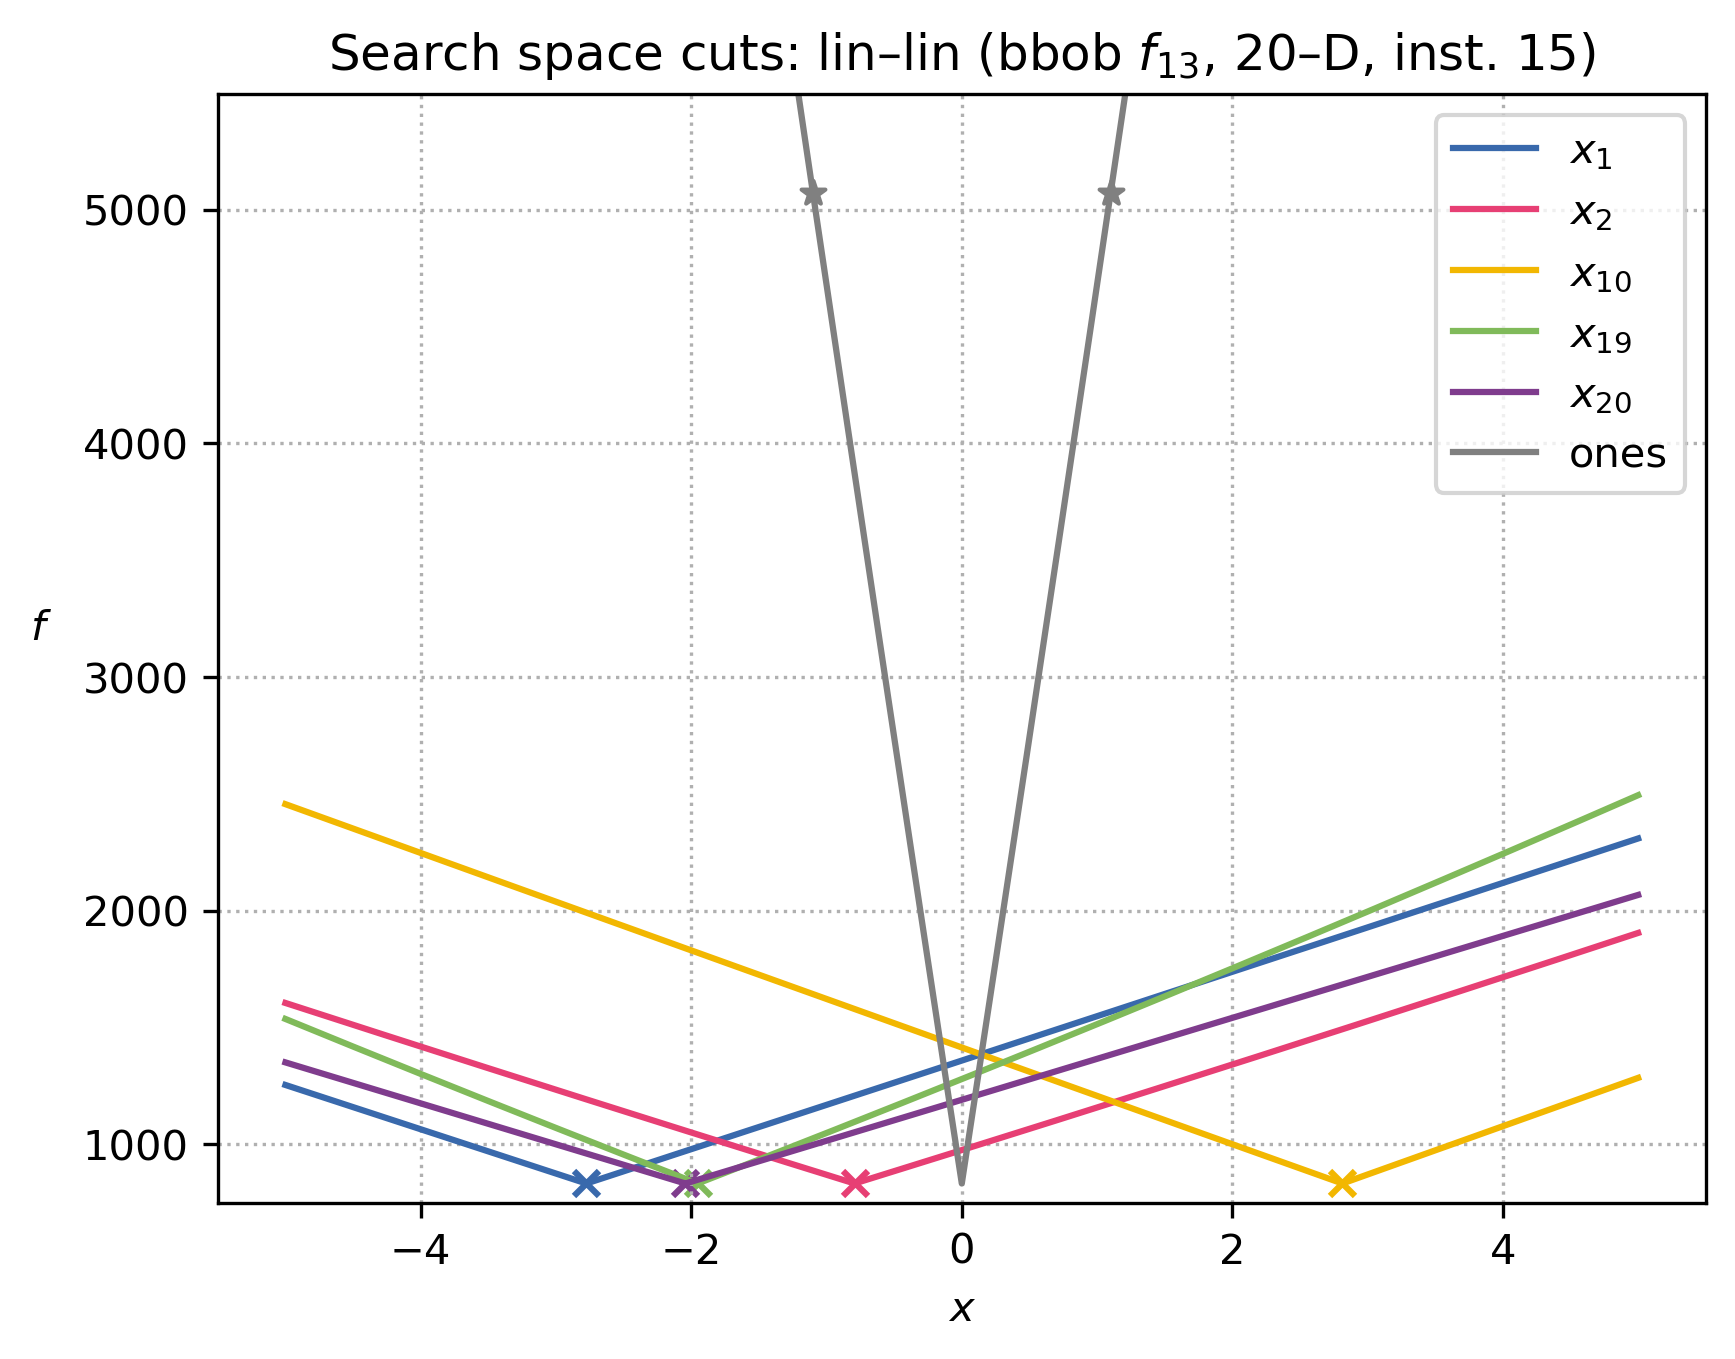 Search space cuts: lin–lin (bbob f₁₃, 20–D, inst. 15)
x₁
x₂
x₁₀
x₁₉
x₂₀
ones
5000
4000
3000
2000
1000
f
−4 −2 0 2 4
x